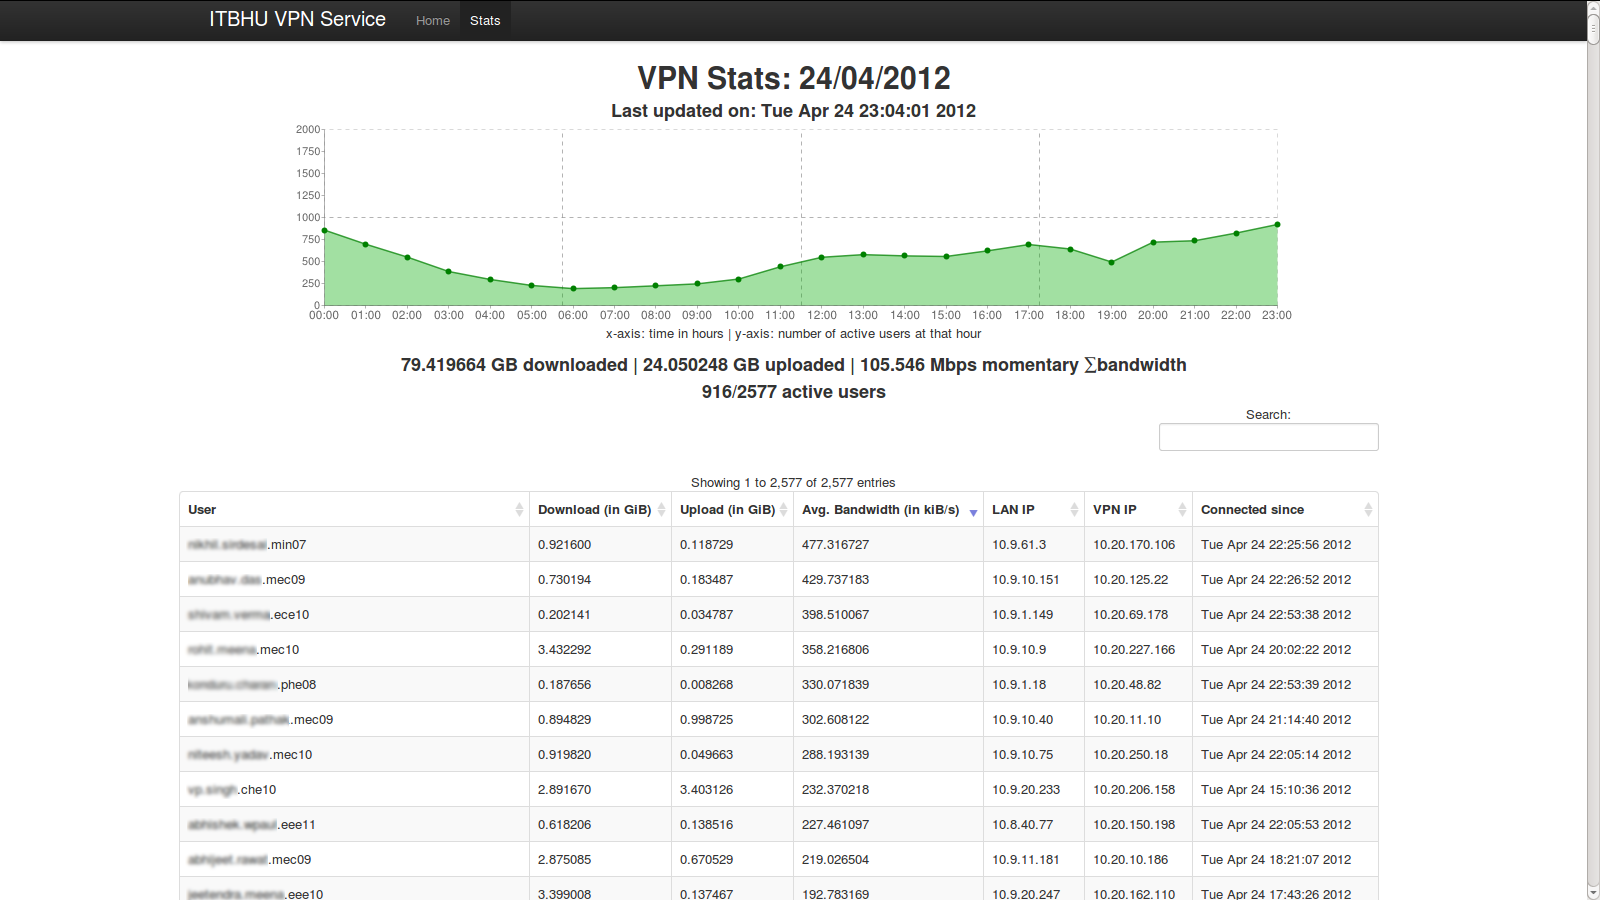 ITBHU VPN Service Home Stats
VPN Stats: 24/04/2012
Last updated on: Tue Apr 24 23:04:01 2012
2000
1750
1500
1250
1000
750
500
250
0
00:00 01:00 02:00 03:00 04:00 05:00 06:00 07:00 08:00 09:00 10:00 11:00 12:00 13:00 14:00 15:00 16:00 17:00 18:00 19:00 20:00 21:00 22:00 23:00
x-axis: time in hours | y-axis: number of active users at that hour
79.419664 GB downloaded | 24.050248 GB uploaded | 105.546 Mbps momentary ∑bandwidth
916/2577 active users
Search:
Showing 1 to 2,577 of 2,577 entries
User Download (in GiB) Upload (in GiB) Avg. Bandwidth (in kiB/s) LAN IP VPN IP Connected since
.min07 0.921600 0.118729 477.316727 10.9.61.3 10.20.170.106 Tue Apr 24 22:25:56 2012
.mec09 0.730194 0.183487 429.737183 10.9.10.151 10.20.125.22 Tue Apr 24 22:26:52 2012
.ece10 0.202141 0.034787 398.510067 10.9.1.149 10.20.69.178 Tue Apr 24 22:53:38 2012
.mec10 3.432292 0.291189 358.216806 10.9.10.9 10.20.227.166 Tue Apr 24 20:02:22 2012
.phe08 0.187656 0.008268 330.071839 10.9.1.18 10.20.48.82 Tue Apr 24 22:53:39 2012
.mec09 0.894829 0.998725 302.608122 10.9.10.40 10.20.11.10 Tue Apr 24 21:14:40 2012
.mec10 0.919820 0.049663 288.193139 10.9.10.75 10.20.250.18 Tue Apr 24 22:05:14 2012
.che10 2.891670 3.403126 232.370218 10.9.20.233 10.20.206.158 Tue Apr 24 15:10:36 2012
.eee11 0.618206 0.138516 227.461097 10.8.40.77 10.20.150.198 Tue Apr 24 22:05:53 2012
.mec09 2.875085 0.670529 219.026504 10.9.11.181 10.20.10.186 Tue Apr 24 18:21:07 2012
.eee10 3.399008 0.137467 192.783169 10.9.20.247 10.20.162.110 Tue Apr 24 17:43:26 2012